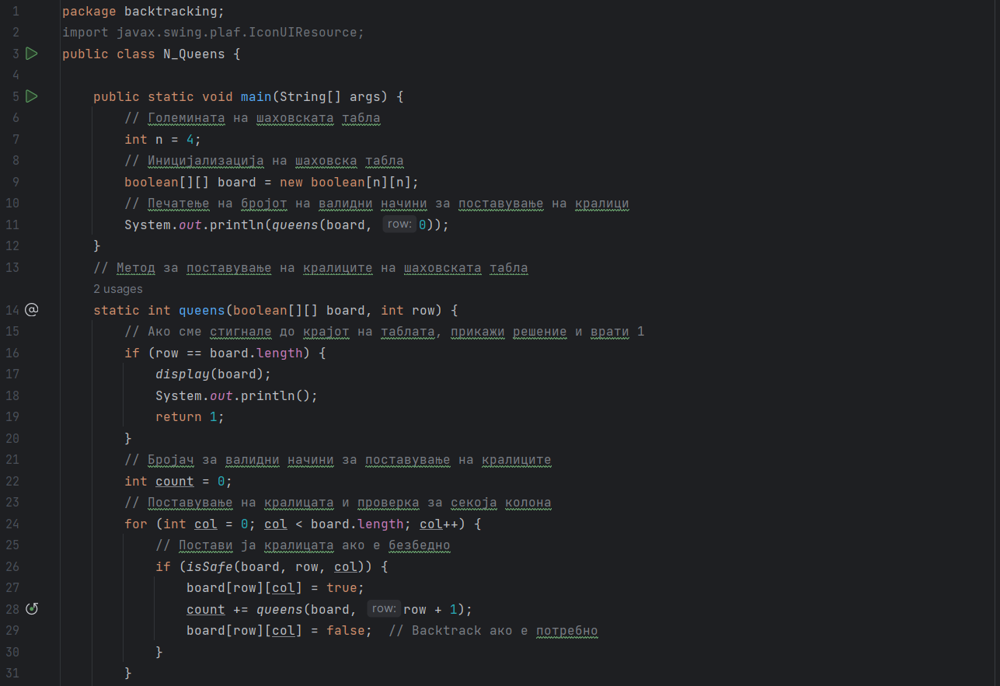 1 package backtracking;
2 import javax.swing.plaf.IconUIResource;
3 public class N_Queens {
4
5 public static void main(String[] args) {
6 // Големината на шаховската табла
7 int n = 4;
8 // Иницијализација на шаховска табла
9 boolean[][] board = new boolean[n][n];
10 // Печатење на бројот на валидни начини за поставување на кралици
11 System.out.println(queens(board, row: 0));
12 }
13 // Метод за поставување на кралиците на шаховската табла
2 usages
14 @ static int queens(boolean[][] board, int row) {
15 // Ако сме стигнале до крајот на таблата, прикажи решение и врати 1
16 if (row == board.length) {
17 display(board);
18 System.out.println();
19 return 1;
20 }
21 // Бројач за валидни начини за поставување на кралиците
22 int count = 0;
23 // Поставување на кралицата и проверка за секоја колона
24 for (int col = 0; col < board.length; col++) {
25 // Постави ја кралицата ако е безбедно
26 if (isSafe(board, row, col)) {
27 board[row][col] = true;
28 count += queens(board, row: row + 1);
29 board[row][col] = false; // Backtrack ако е потребно
30 }
31 }